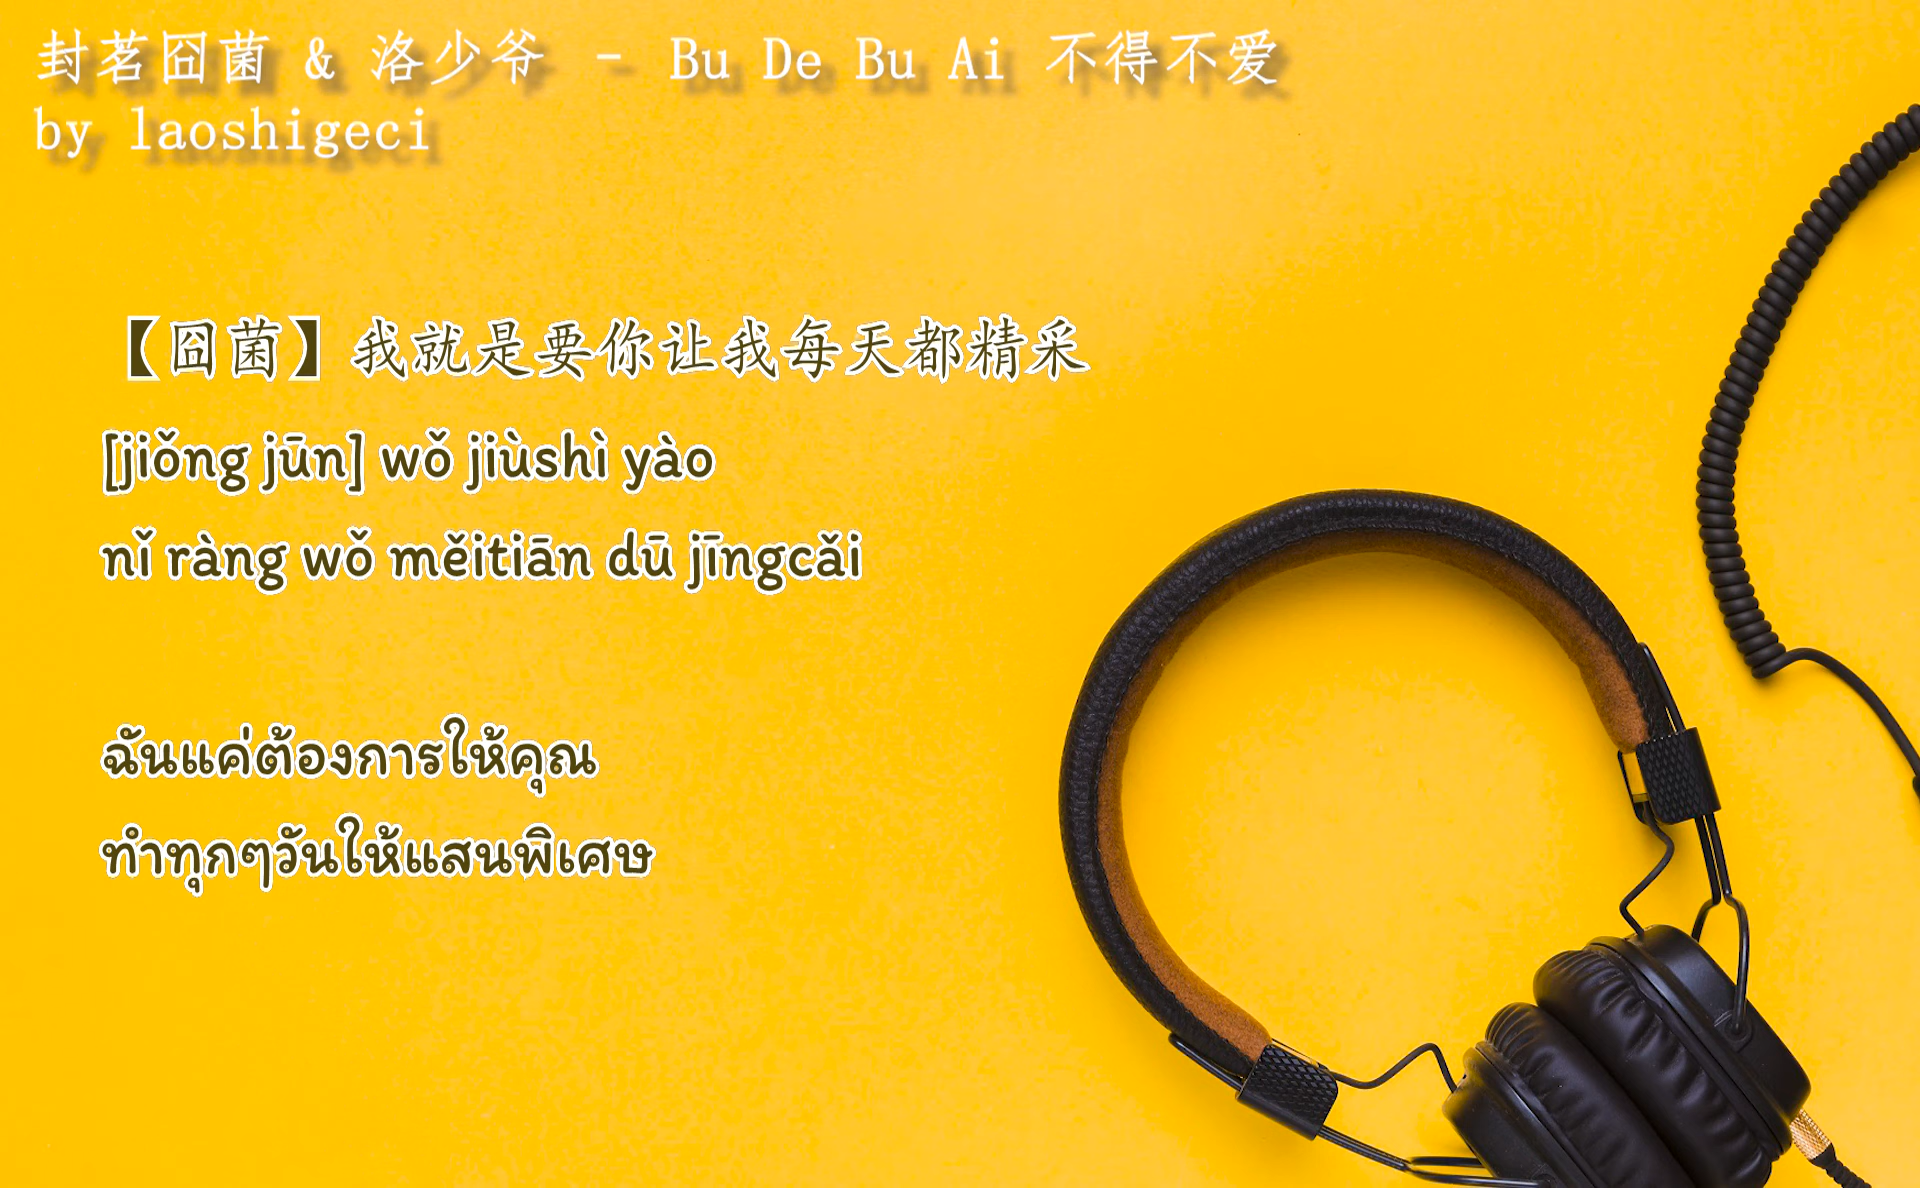 封茗囧菌 & 洛少爷 - Bu De Bu Ai 不得不爱
by laoshigeci
【囧菌】我就是要你让我每天都精采
[jiǒng jūn] wǒ jiùshì yào
nǐ ràng wǒ měitiān dū jīngcǎi
ฉันแค่ต้องการให้คุณ
ทำทุกๆวันให้แสนพิเศษ